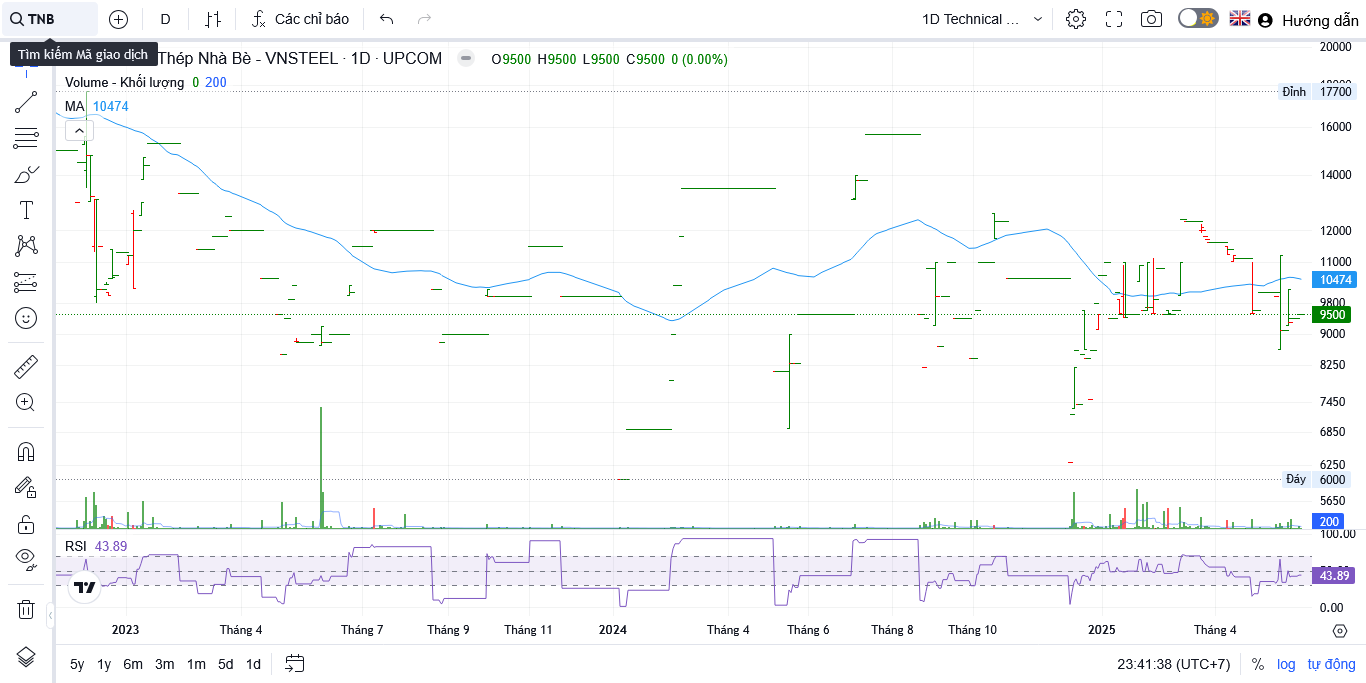 TNB
D
Các chỉ báo
1D Technical ...
Hướng dẫn
Tìm kiếm Mã giao dịch
Thép Nhà Bè - VNSTEEL · 1D · UPCOM
O9500 H9500 L9500 C9500 0 (0.00%)
Volume - Khối lượng 0 200
MA 10474
20000
Đỉnh 17700
16000
14000
12000
11000
10474
9800
9500
9000
8250
7450
6850
6250
Đáy 6000
5650
200
100.00
RSI 43.89
43.89
0.00
2023
Tháng 4
Tháng 7
Tháng 9
Tháng 11
2024
Tháng 4
Tháng 6
Tháng 8
Tháng 10
2025
Tháng 4
5y 1y 6m 3m 1m 5d 1d
23:41:38 (UTC+7)
% log tự động